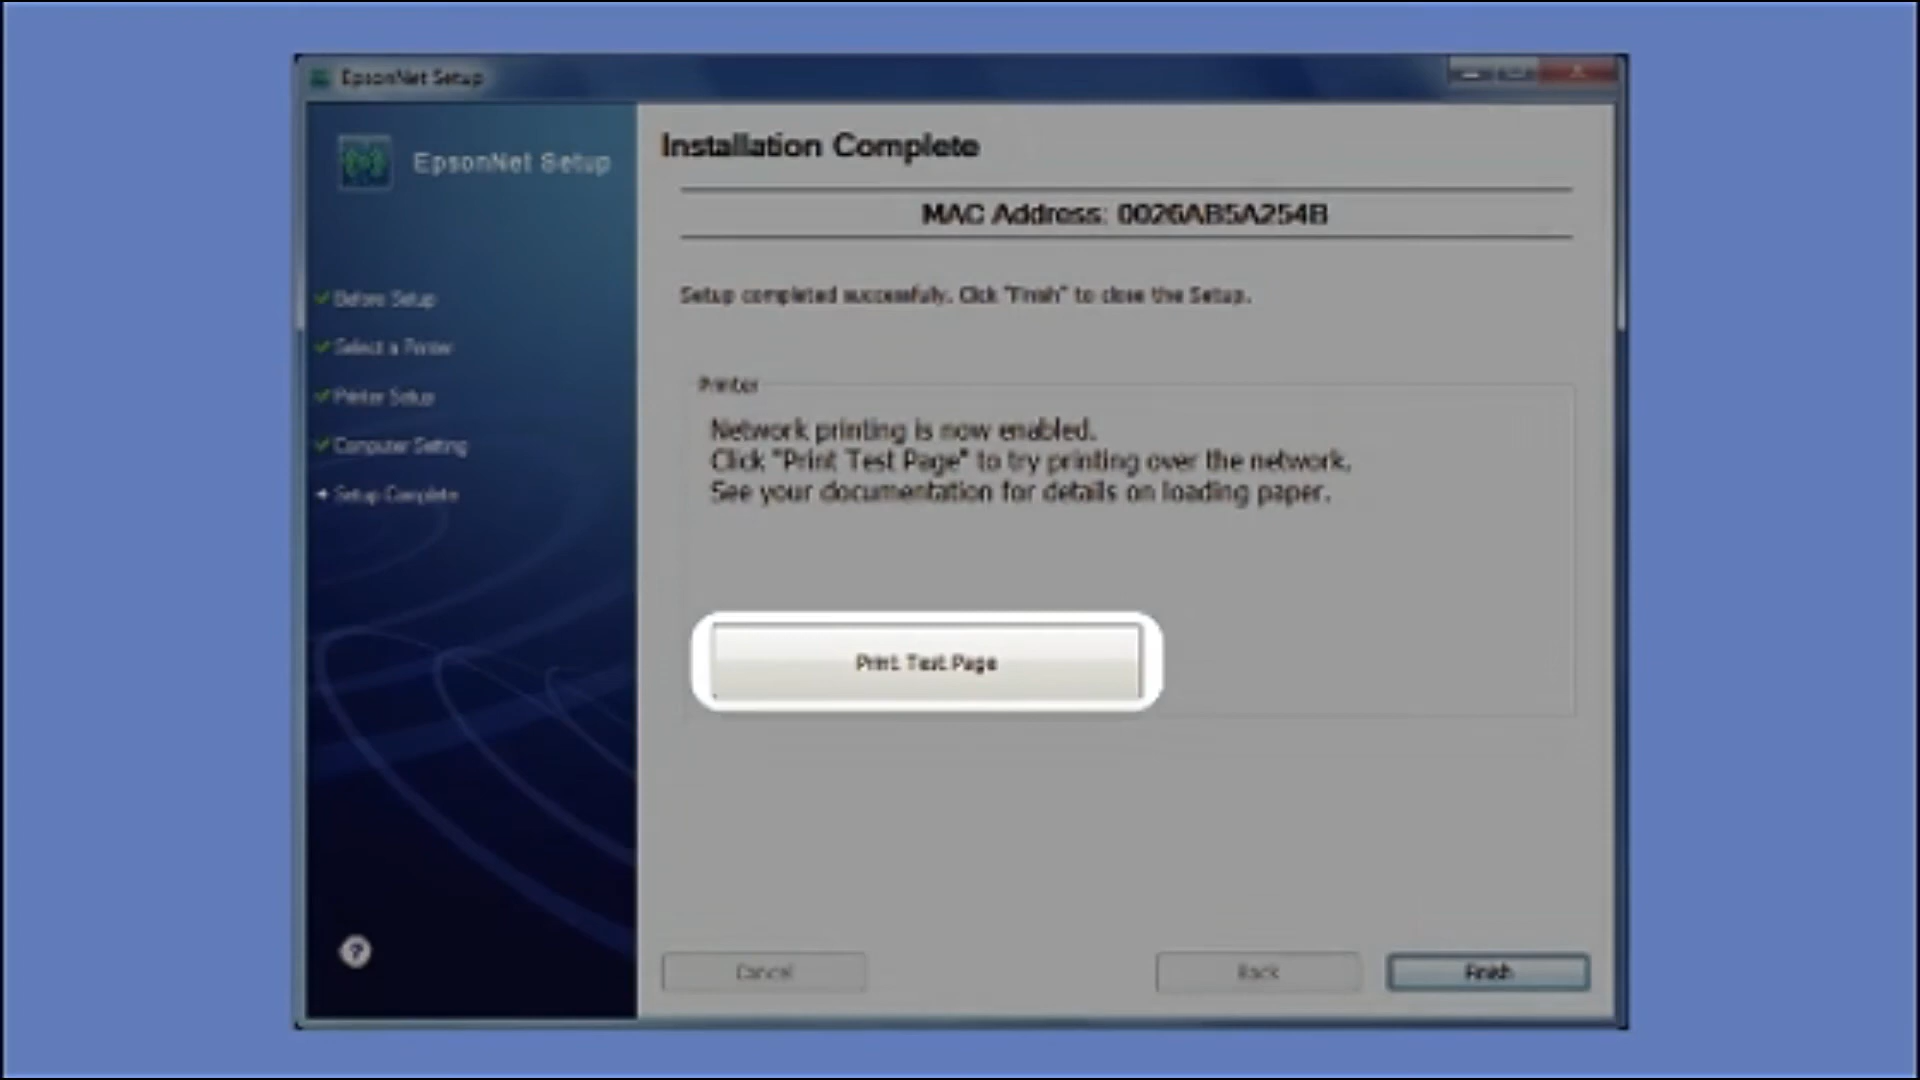 EpsonNet Setup
EpsonNet Setup
Before Setup
Select a Printer
Printer Setup
Computer Setting
Setup Complete
Installation Complete
MAC Address: 0026AB5A254B
Setup completed successfully. Click "Finish" to close the Setup.
Printer
Network printing is now enabled.
Click "Print Test Page" to try printing over the network.
See your documentation for details on loading paper.
Print Test Page
?
Cancel
Back
Finish